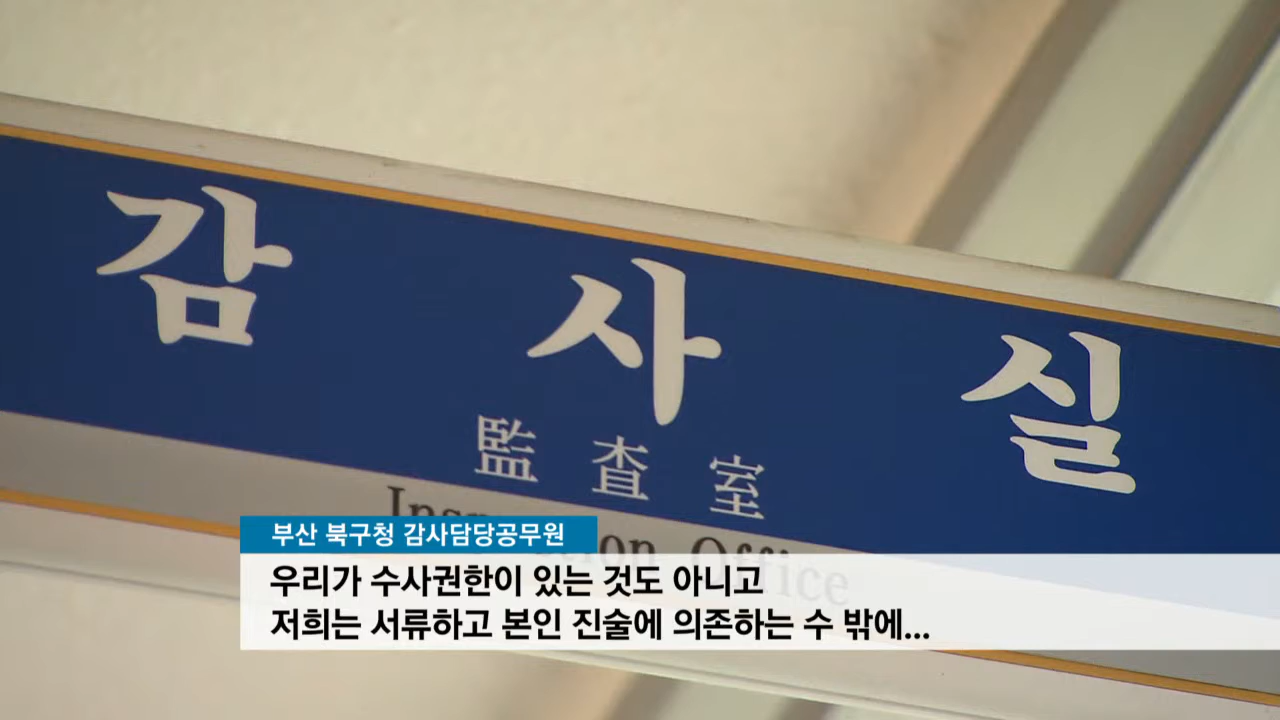 감 사 실
監 査 室
Office
부산 북구청 감사담당공무원
우리가 수사권한이 있는 것도 아니고
저희는 서류하고 본인 진술에 의존하는 수 밖에...